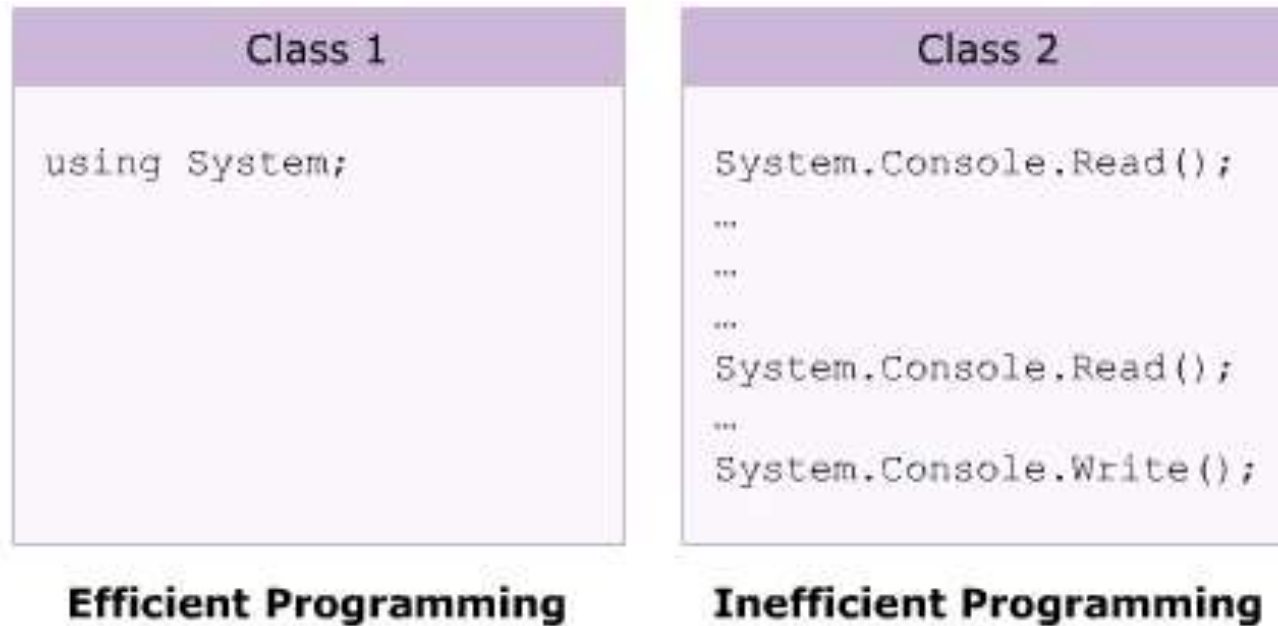 Class 1
using System;
Efficient Programming
Class 2
System.Console.Read();
…
…
…
System.Console.Read();
…
System.Console.Write();
Inefficient Programming